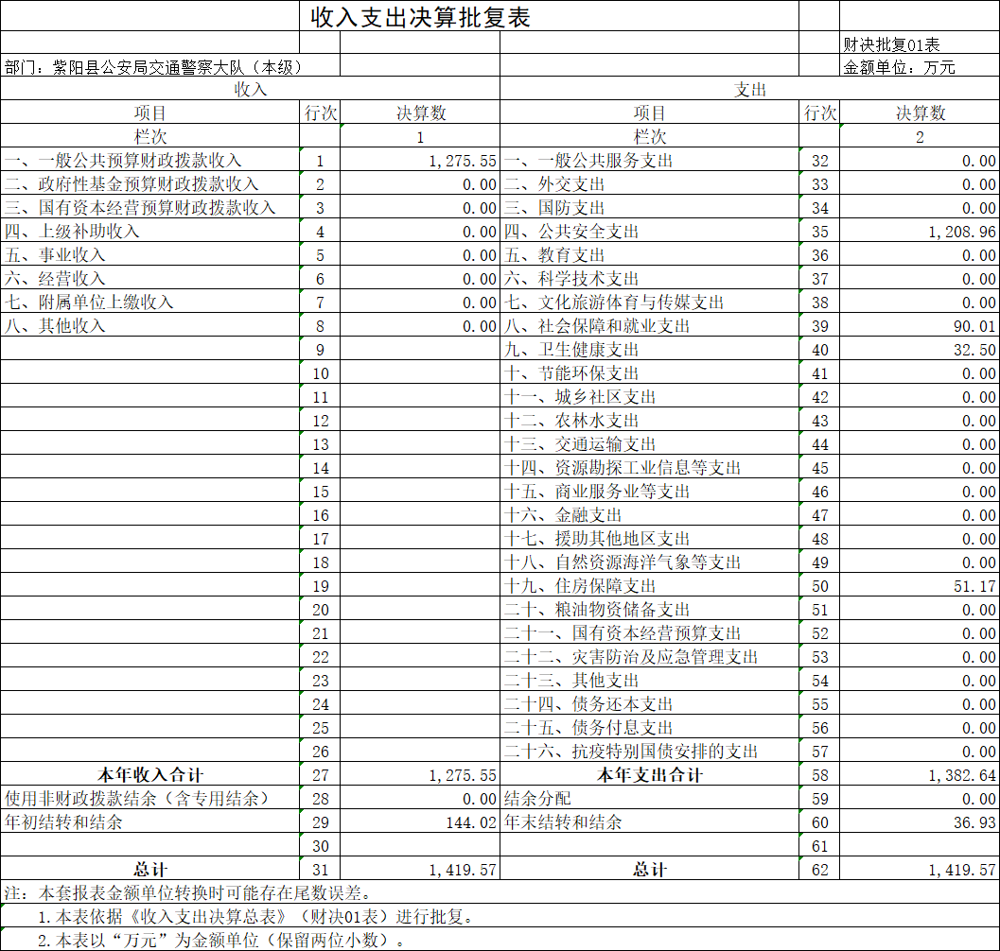 收入支出决算批复表
财决批复01表
部门：紫阳县公安局交通警察大队（本级） 金额单位：万元
收入 支出
项目 行次 决算数 项目 行次 决算数
栏次 1 栏次 2
一、一般公共预算财政拨款收入 1 1,275.55 一、一般公共服务支出 32 0.00
二、政府性基金预算财政拨款收入 2 0.00 二、外交支出 33 0.00
三、国有资本经营预算财政拨款收入 3 0.00 三、国防支出 34 0.00
四、上级补助收入 4 0.00 四、公共安全支出 35 1,208.96
五、事业收入 5 0.00 五、教育支出 36 0.00
六、经营收入 6 0.00 六、科学技术支出 37 0.00
七、附属单位上缴收入 7 0.00 七、文化旅游体育与传媒支出 38 0.00
八、其他收入 8 0.00 八、社会保障和就业支出 39 90.01
9 九、卫生健康支出 40 32.50
10 十、节能环保支出 41 0.00
11 十一、城乡社区支出 42 0.00
12 十二、农林水支出 43 0.00
13 十三、交通运输支出 44 0.00
14 十四、资源勘探工业信息等支出 45 0.00
15 十五、商业服务业等支出 46 0.00
16 十六、金融支出 47 0.00
17 十七、援助其他地区支出 48 0.00
18 十八、自然资源海洋气象等支出 49 0.00
19 十九、住房保障支出 50 51.17
20 二十、粮油物资储备支出 51 0.00
21 二十一、国有资本经营预算支出 52 0.00
22 二十二、灾害防治及应急管理支出 53 0.00
23 二十三、其他支出 54 0.00
24 二十四、债务还本支出 55 0.00
25 二十五、债务付息支出 56 0.00
26 二十六、抗疫特别国债安排的支出 57 0.00
本年收入合计 27 1,275.55 本年支出合计 58 1,382.64
使用非财政拨款结余（含专用结余） 28 0.00 结余分配 59 0.00
年初结转和结余 29 144.02 年末结转和结余 60 36.93
30 61
总计 31 1,419.57 总计 62 1,419.57
注：本套报表金额单位转换时可能存在尾数误差。
1.本表依据《收入支出决算总表》（财决01表）进行批复。
2.本表以“万元”为金额单位（保留两位小数）。